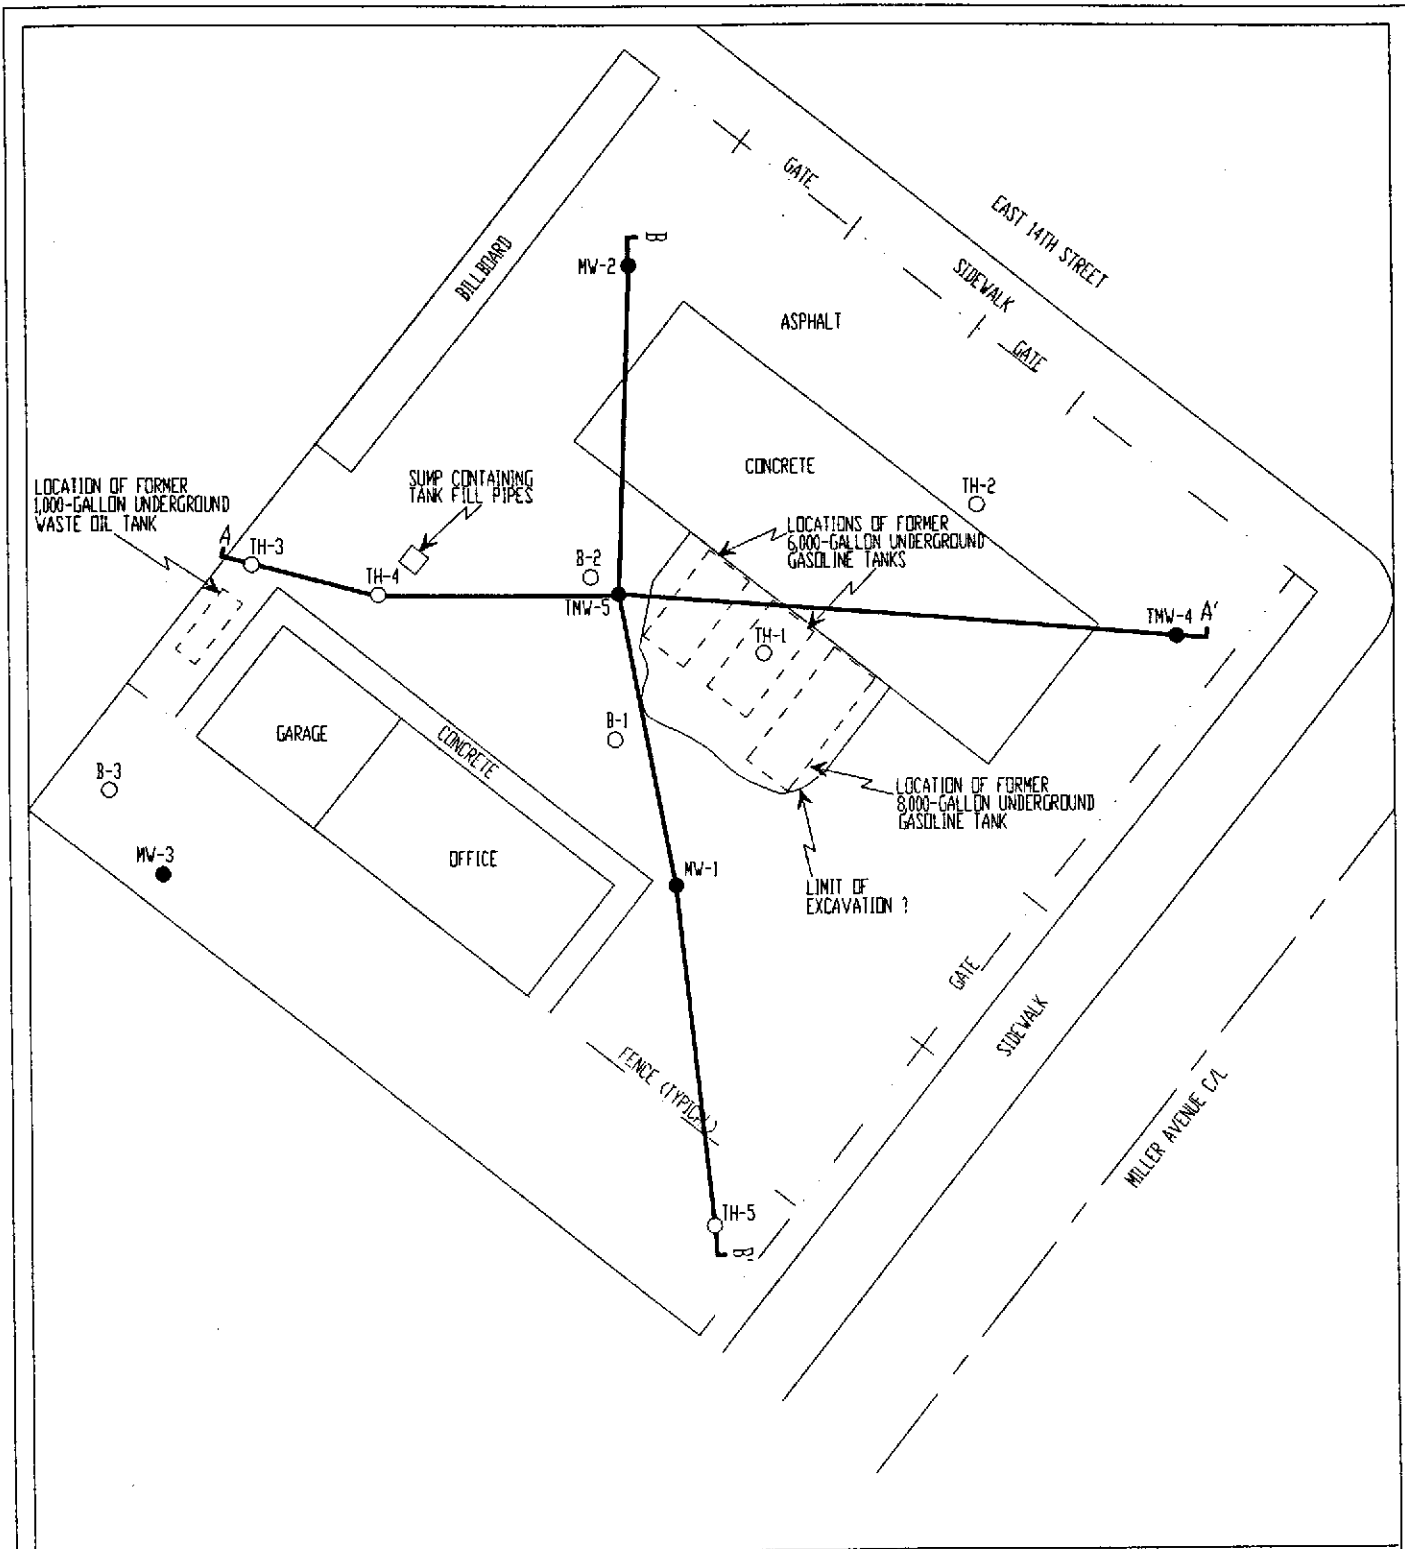 GATE
EAST 14TH STREET
SIDEWALK
BILLBOARD
B
MW-2
ASPHALT
GATE
CONCRETE
SUMP CONTAINING
TANK FILL PIPES
LOCATION OF FORMER
1,000-GALLON UNDERGROUND
WASTE OIL TANK
TH-2
LOCATIONS OF FORMER
6,000-GALLON UNDERGROUND
GASOLINE TANKS
A
TH-3
TH-4
B-2
TMW-5
TH-1
TMW-4
A'
B-1
GARAGE
CONCRETE
B-3
LOCATION OF FORMER
8,000-GALLON UNDERGROUND
GASOLINE TANK
MW-3
OFFICE
MW-1
LIMIT OF
EXCAVATION ?
GATE
SIDEWALK
FENCE (TYPICAL)
MILLER AVENUE C/L
TH-5
B'